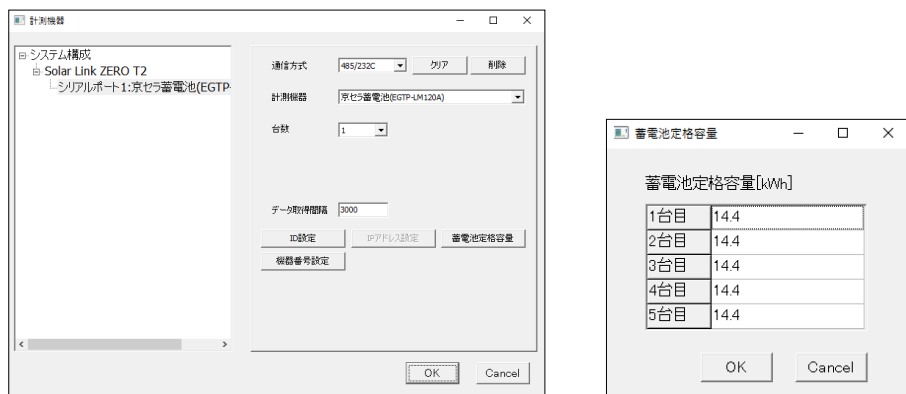 計測機器
システム構成
Solar Link ZERO T2
シリアルポート1:京セラ蓄電池(EGTP-
通信方式 485/232C クリア 削除
計測機器 京セラ蓄電池(EGTP-LM120A)
台数 1
データ取得間隔 3000
ID設定 IPアドレス設定 蓄電池定格容量
機器番号設定
OK Cancel
蓄電池定格容量
蓄電池定格容量[kWh]
1台目 14.4
2台目 14.4
3台目 14.4
4台目 14.4
5台目 14.4
OK Cancel